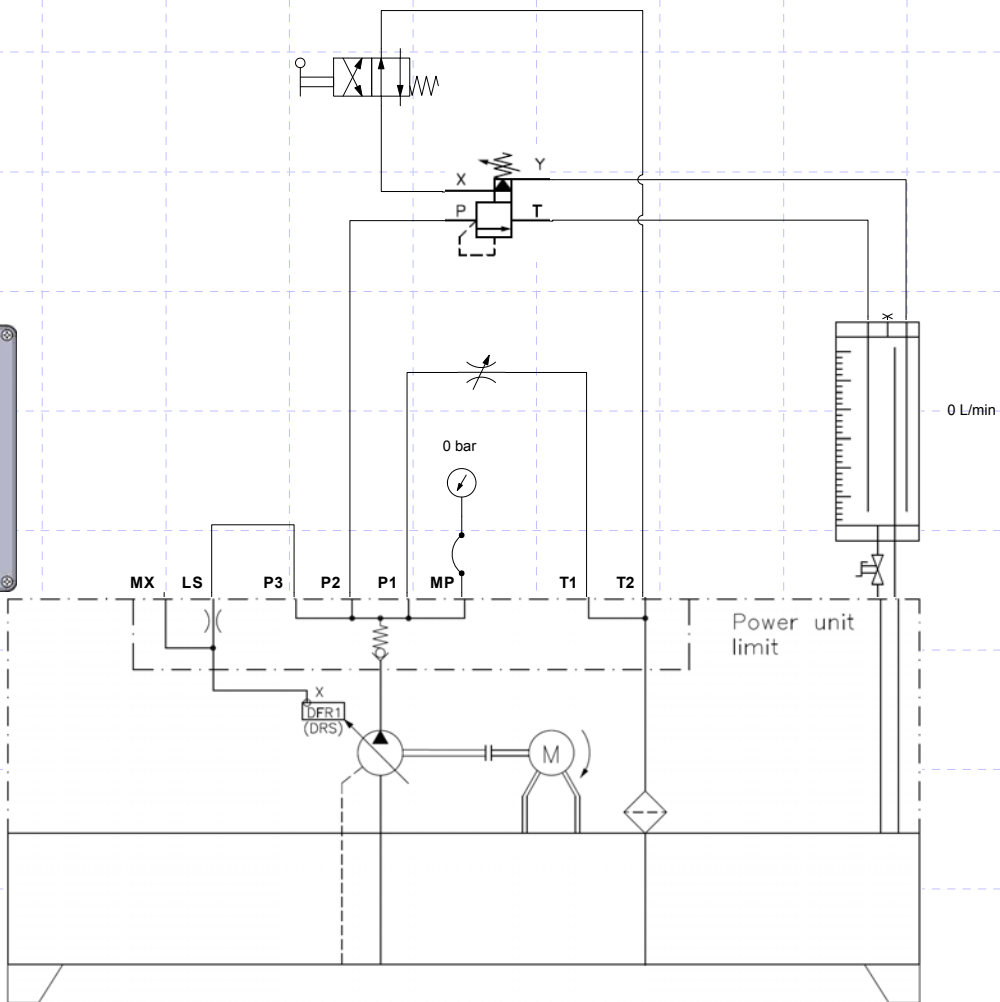 Y
X
P
T
0 L/min
0 bar
MX
LS
P3
P2
P1
MP
T1
T2
Power unit
limit
X
DFR1
(DRS)
M